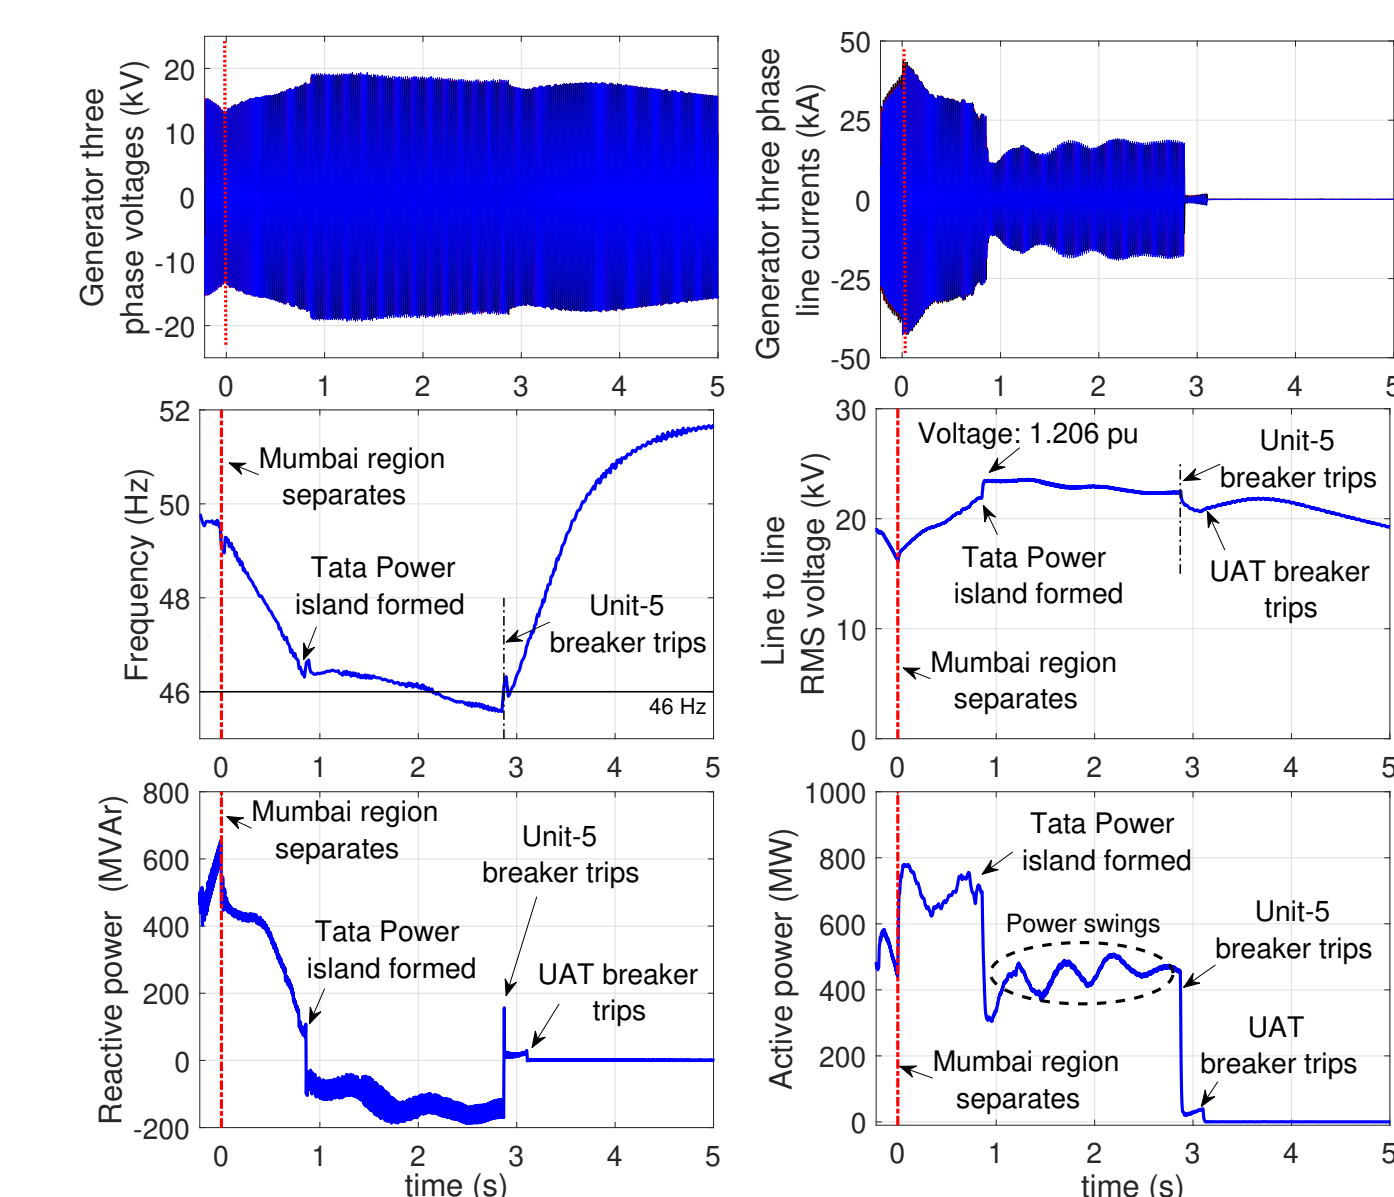 Generator three
phase voltages (kV)
20
10
0
-10
-20
0 1 2 3 4 5
Generator three phase
line currents (kA)
50
25
0
-25
-50
0 1 2 3 4 5
Frequency (Hz)
52
50
48
46
Mumbai region
separates
Tata Power
island formed
Unit-5
breaker trips
46 Hz
0 1 2 3 4 5
Line to line
RMS voltage (kV)
30
20
10
0
Voltage: 1.206 pu
Unit-5
breaker trips
Tata Power
island formed
UAT breaker
trips
Mumbai region
separates
0 1 2 3 4 5
Reactive power (MVAr)
800
600
400
200
0
-200
Mumbai region
separates
Unit-5
breaker trips
Tata Power
island formed
UAT breaker
trips
0 1 2 3 4 5
time (s)
Active power (MW)
1000
800
600
400
200
0
Tata Power
island formed
Power swings
Unit-5
breaker trips
UAT
breaker trips
Mumbai region
separates
0 1 2 3 4 5
time (s)